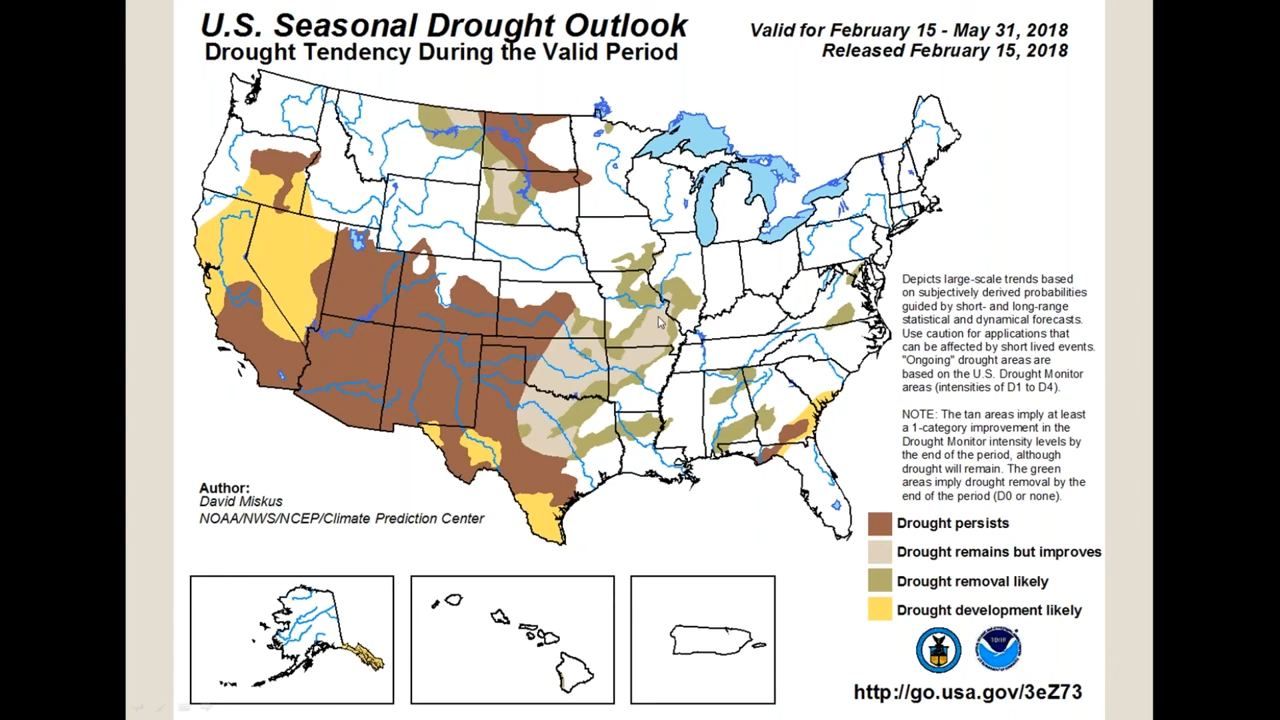 U.S. Seasonal Drought Outlook
Drought Tendency During the Valid Period
Valid for February 15 - May 31, 2018
Released February 15, 2018
Depicts large-scale trends based
on subjectively derived probabilities
guided by short- and long-range
statistical and dynamical forecasts.
Use caution for applications that
can be affected by short lived events.
"Ongoing" drought areas are
based on the U.S. Drought Monitor
areas (intensities of D1 to D4).
NOTE: The tan areas imply at least
a 1-category improvement in the
Drought Monitor intensity levels by
the end of the period, although
drought will remain. The green
areas imply drought removal by the
end of the period (D0 or none).
Author:
David Miskus
NOAA/NWS/NCEP/Climate Prediction Center
Drought persists
Drought remains but improves
Drought removal likely
Drought development likely
http://go.usa.gov/3eZ73